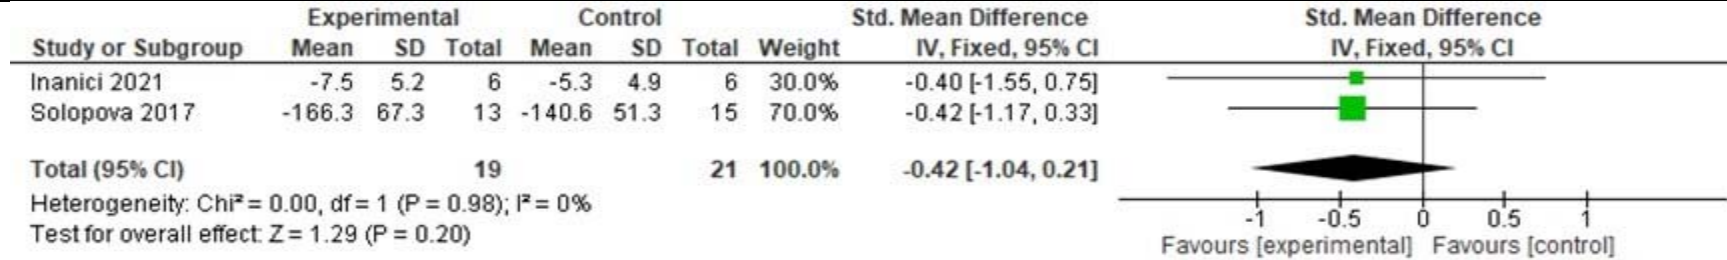 Experimental Control Std. Mean Difference Std. Mean Difference
Study or Subgroup Mean SD Total Mean SD Total Weight IV, Fixed, 95% CI IV, Fixed, 95% CI
Inanici 2021 -7.5 5.2 6 -5.3 4.9 6 30.0% -0.40 [-1.55, 0.75]
Solopova 2017 -166.3 67.3 13 -140.6 51.3 15 70.0% -0.42 [-1.17, 0.33]
Total (95% CI) 19 21 100.0% -0.42 [-1.04, 0.21]
Heterogeneity: Chi² = 0.00, df = 1 (P = 0.98); I² = 0%
Test for overall effect: Z = 1.29 (P = 0.20)
-1 -0.5 0 0.5 1
Favours [experimental] Favours [control]